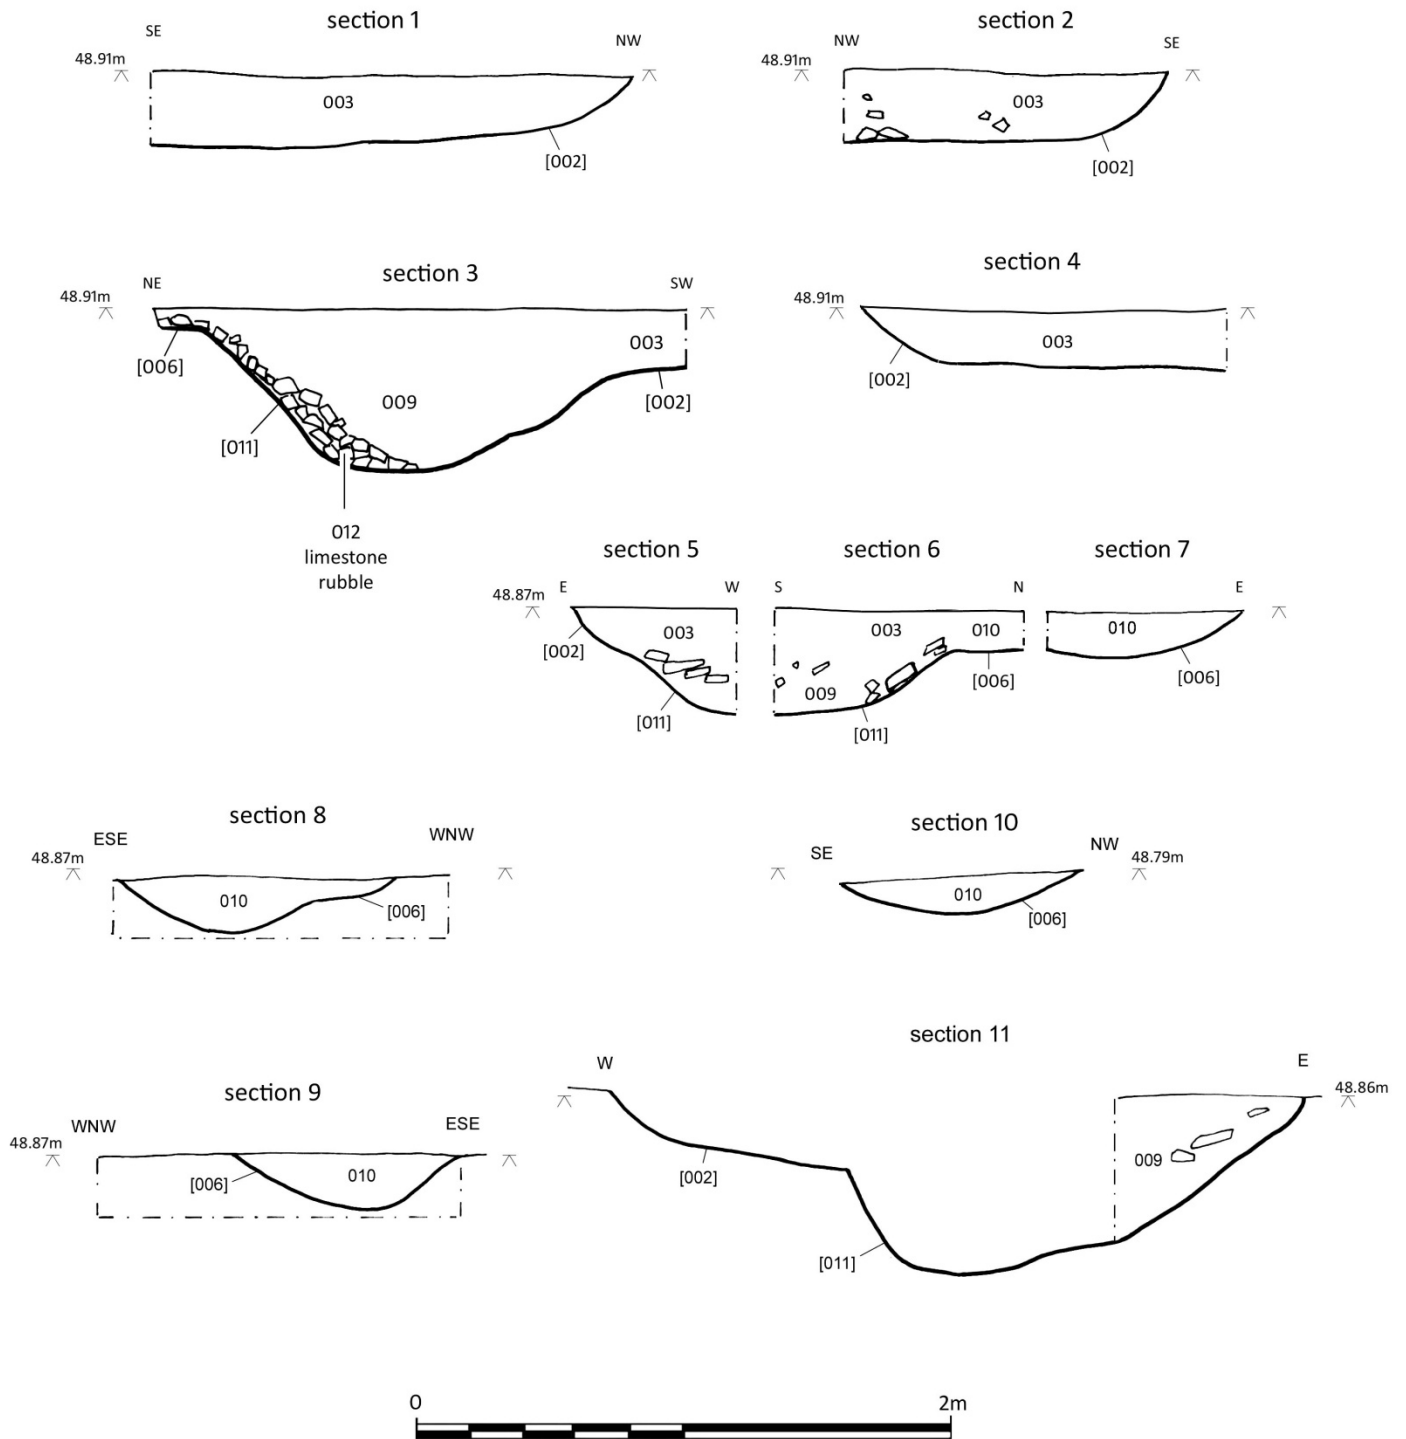 section 1
SE
NW
48.91m
003
[002]
section 2
NW
SE
48.91m
003
[002]
section 3
NE
SW
48.91m
003
[006]
009
[002]
[011]
012
limestone
rubble
section 4
48.91m
003
[002]
section 5
E
W
48.87m
003
[002]
[011]
section 6
S
N
003
010
009
[006]
[011]
section 7
E
010
[006]
section 8
ESE
WNW
48.87m
010
[006]
section 10
SE
NW
48.79m
010
[006]
section 9
WNW
ESE
48.87m
[006]
010
section 11
W
E
48.86m
009
[002]
[011]
0
2m